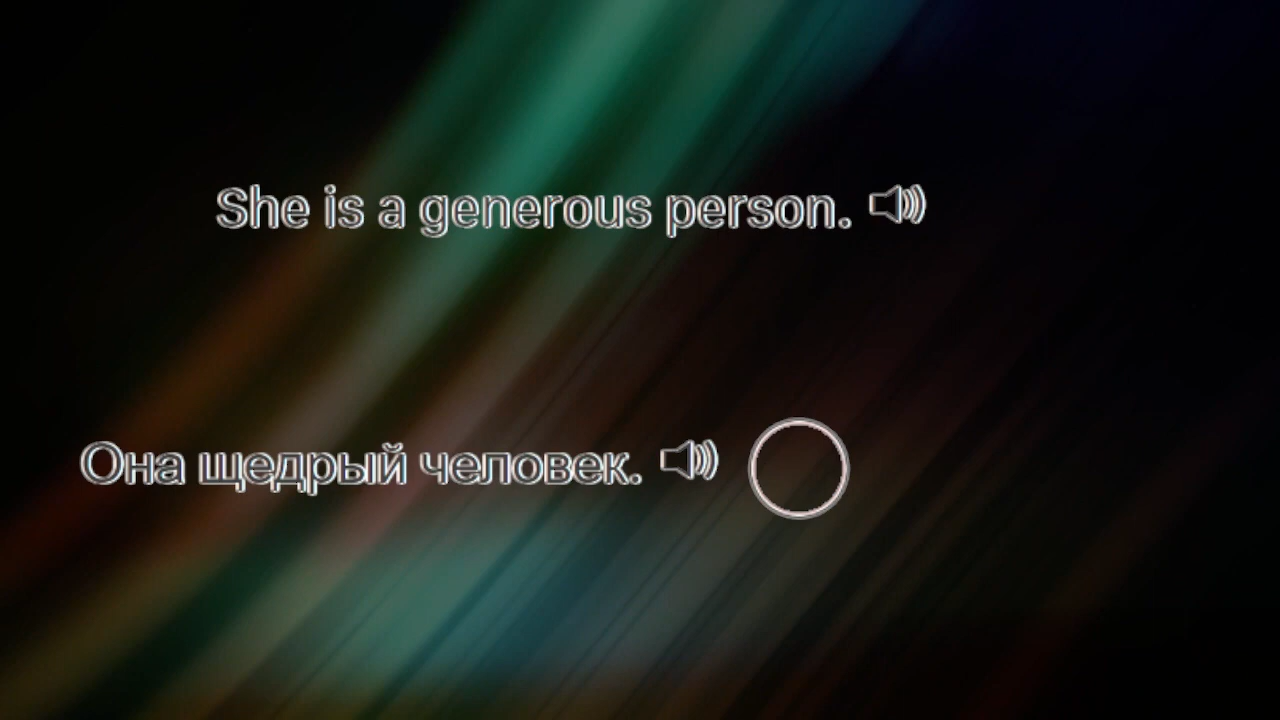 She is a generous person.
Она щедрый человек.